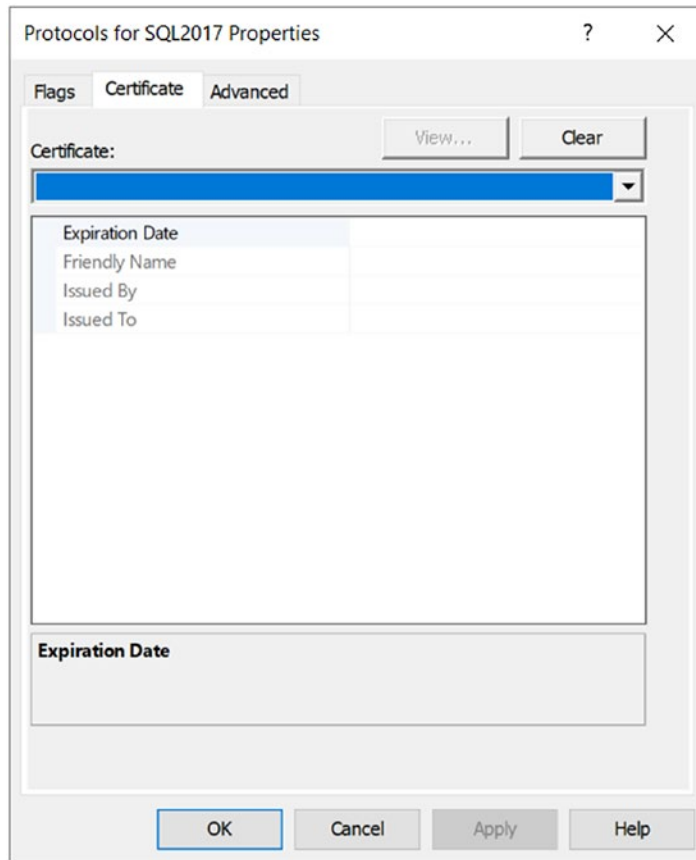 Protocols for SQL2017 Properties ? ×
Flags Certificate Advanced
View... Clear
Certificate:
Expiration Date
Friendly Name
Issued By
Issued To
Expiration Date
OK Cancel Apply Help